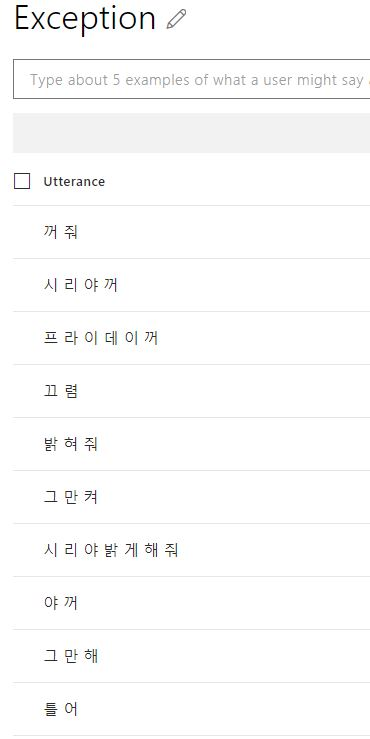 Exception
Type about 5 examples of what a user might say
Utterance
꺼 줘
시 리 야 꺼
프 라 이 데 이 꺼
끄 렴
밝 혀 줘
그 만 켜
시 리 야 밝 게 해 줘
야 꺼
그 만 해
틀 어